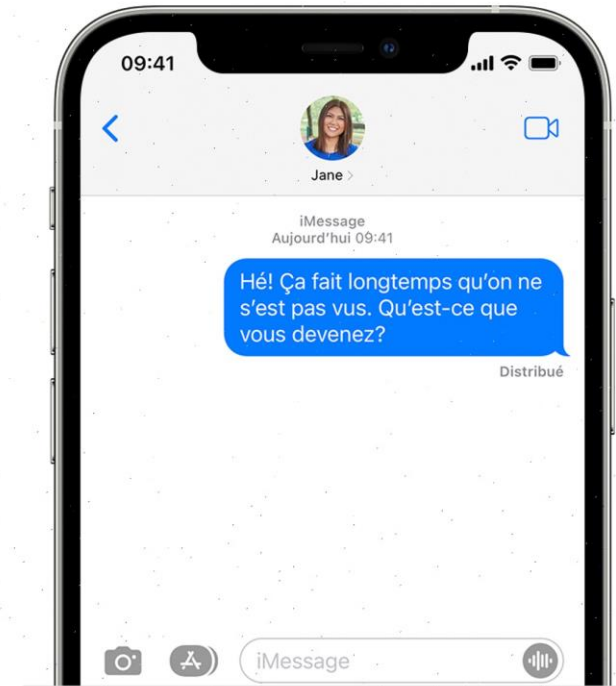 09:41
Jane
iMessage
Aujourd’hui 09:41
Hé! Ça fait longtemps qu’on ne
s’est pas vus. Qu’est-ce que
vous devenez?
Distribué
iMessage